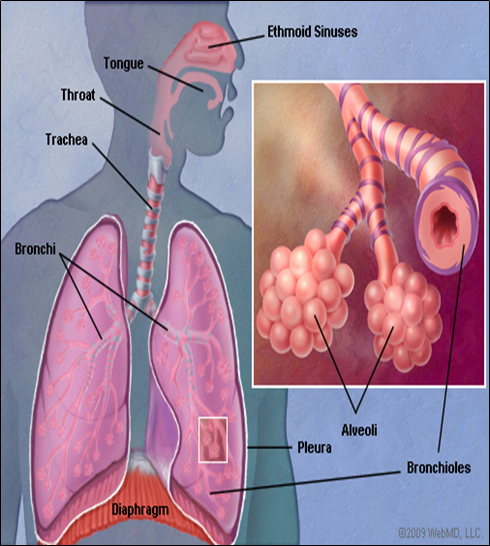 Ethmoid Sinuses
Tongue
Throat
Trachea
Bronchi
Alveoli
Pleura
Bronchioles
Diaphragm
©2009 WebMD, LLC.